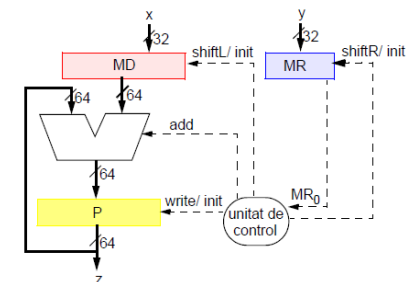 x
y
32
32
shiftL/ init
shiftR/ init
MD
MR
64
64
add
64
write/ init
MR0
P
unitat de
control
64
z